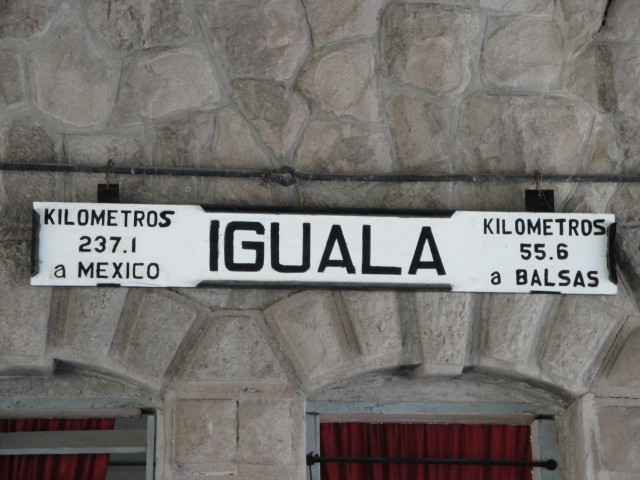 KILOMETROS
237.1
a MEXICO
IGUALA
KILOMETROS
55.6
a BALSAS